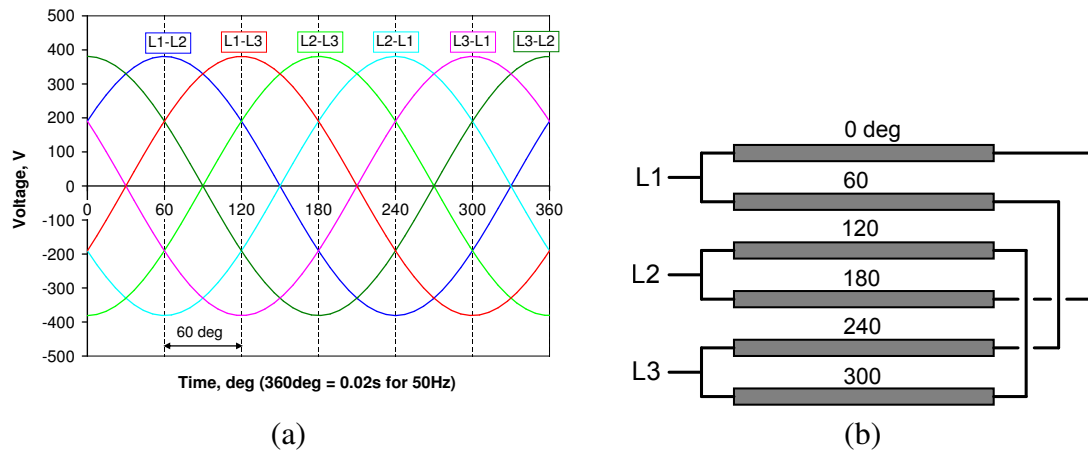 500
400
300
200
100
0
-100
-200
-300
-400
-500
Voltage, V
L1-L2
L1-L3
L2-L3
L2-L1
L3-L1
L3-L2
0
60
120
180
240
300
360
60 deg
Time, deg (360deg = 0.02s for 50Hz)
(a)
0 deg
L1
60
120
L2
180
240
L3
300
(b)